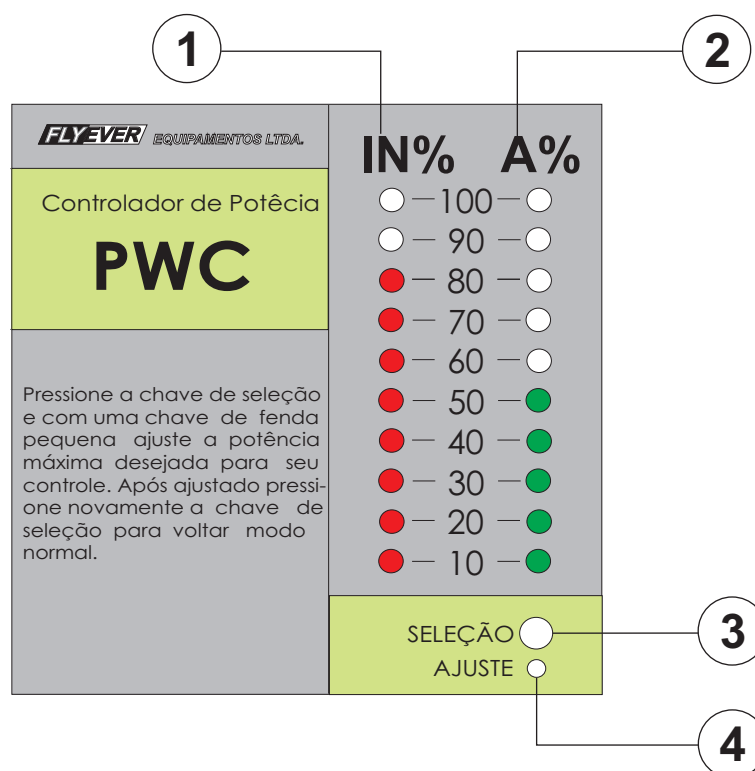 1
2
FLYEVER EQUIPAMENTOS LTDA.
Controlador de Potêcia
PWC
Pressione a chave de seleção
e com uma chave de fenda
pequena ajuste a potência
máxima desejada para seu
controle. Após ajustado pressi-
one novamente a chave de
seleção para voltar modo
normal.
IN% A%
100
90
80
70
60
50
40
30
20
10
SELEÇÃO
3
AJUSTE
4